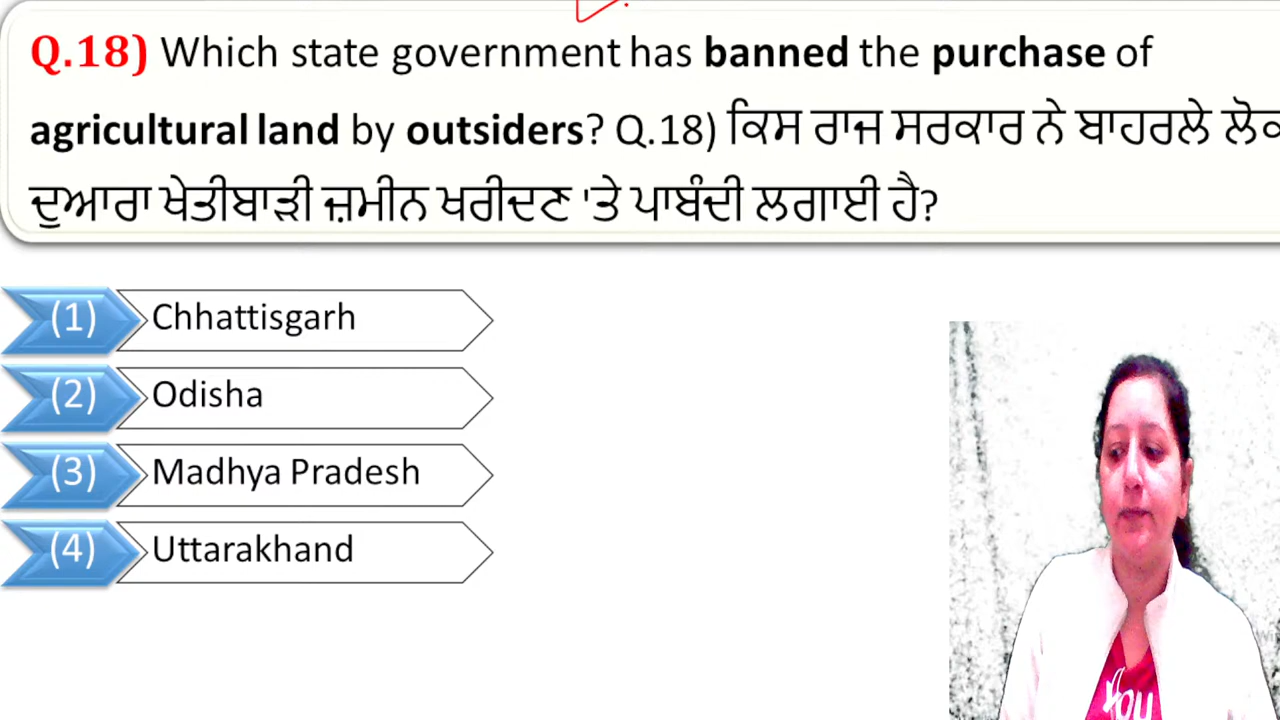 Q.18) Which state government has banned the purchase of
agricultural land by outsiders? Q.18) ਕਿਸ ਰਾਜ ਸਰਕਾਰ ਨੇ ਬਾਹਰਲੇ
ਦੁਆਰਾ ਖੇਤੀਬਾੜੀ ਜ਼ਮੀਨ ਖਰੀਦਣ 'ਤੇ ਪਾਬੰਦੀ ਲਗਾਈ ਹੈ?
(1) Chhattisgarh
(2) Odisha
(3) Madhya Pradesh
(4) Uttarakhand